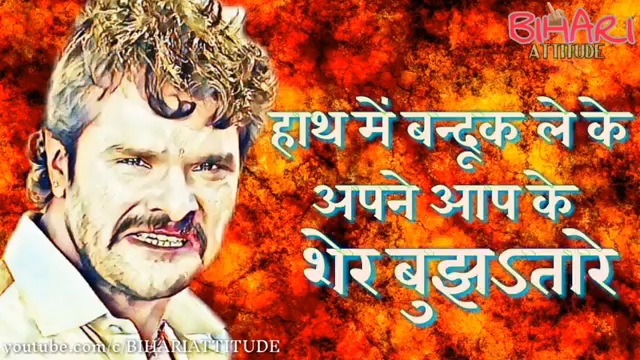 BIHARI
ATTITUDE
हाथ में बन्दूक ले के
अपने आप के
शेर बुझऽतारे
youtube.com/c BIHARIATTITUDE